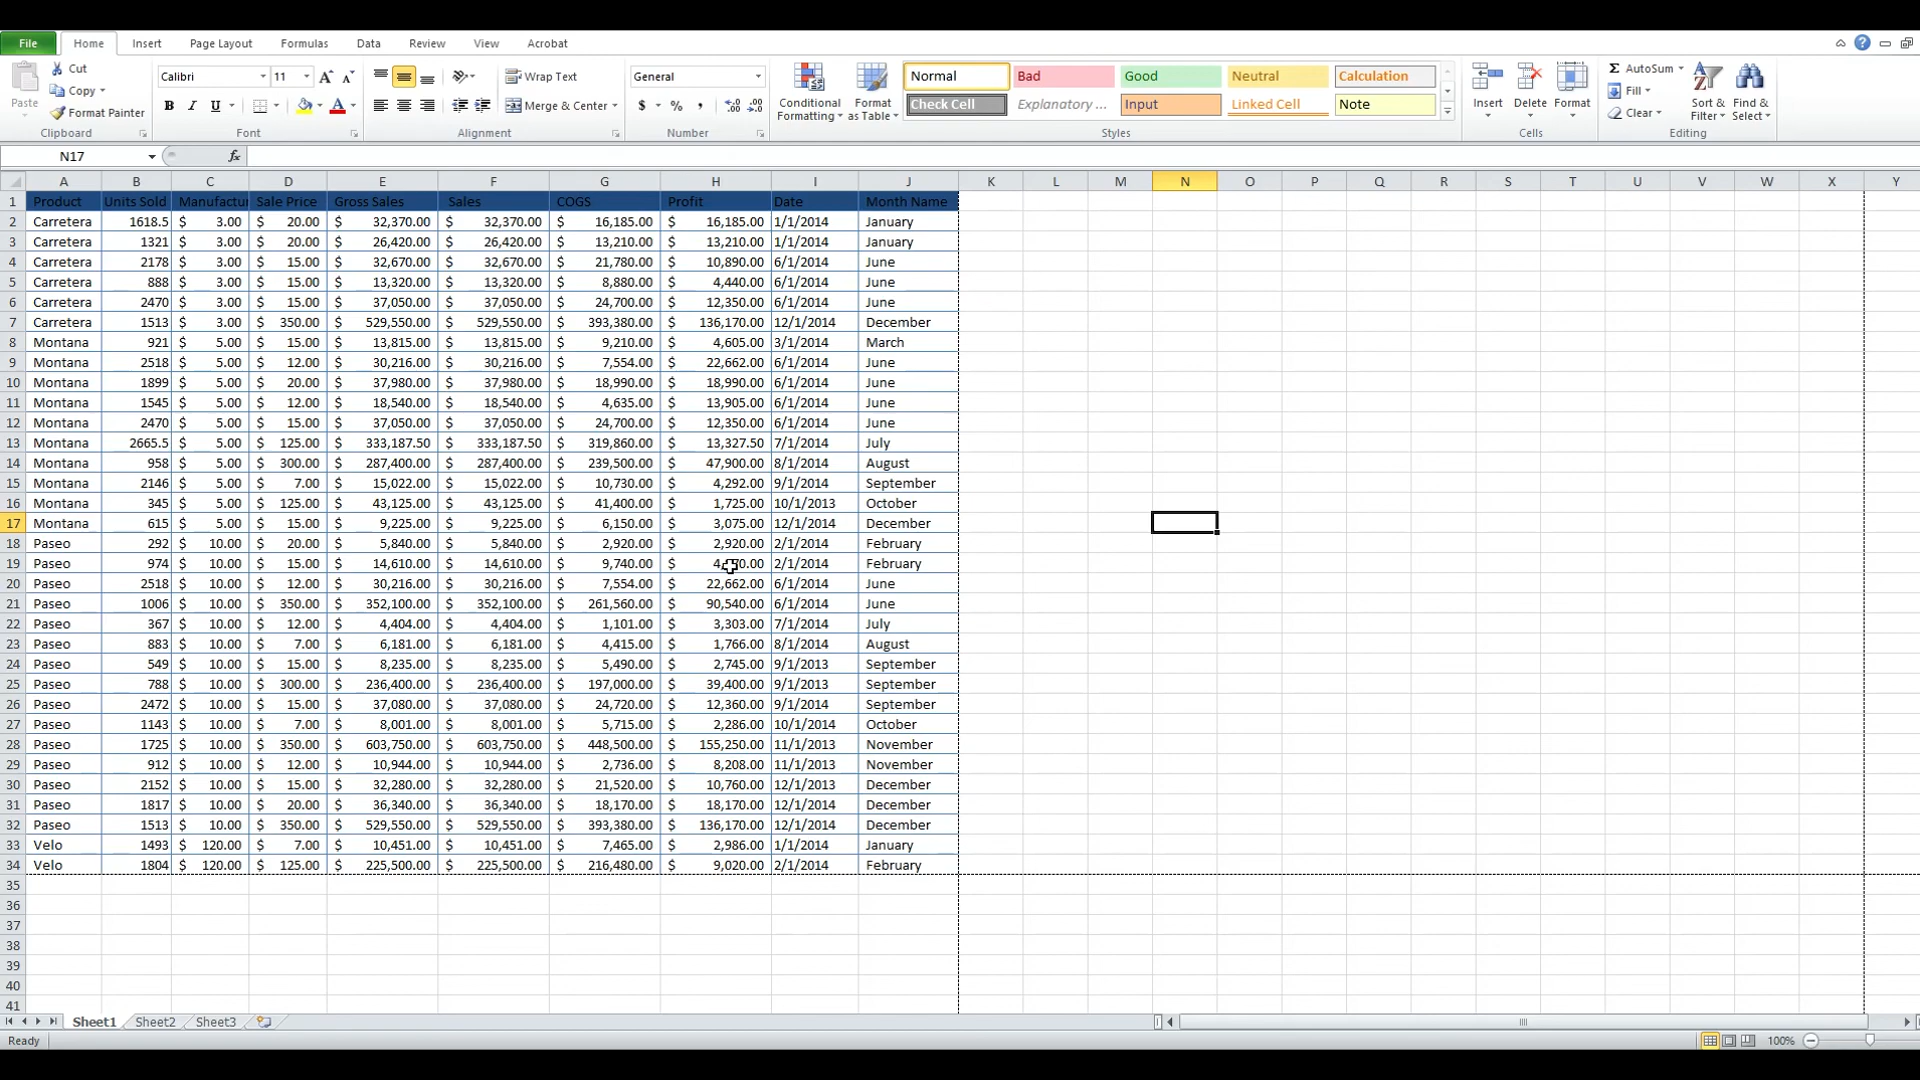 File Home Insert Page Layout Formulas Data Review View Acrobat
Cut Calibri 11 Wrap Text General Normal Bad Good Neutral Calculation AutoSum
Copy Check Cell Explanatory ... Input Linked Cell Note Fill
Paste Format Painter B I U Merge & Center $ % , Conditional Formatting Format as Table Insert Delete Format Clear Sort & Filter Find & Select
Clipboard Font Alignment Number Styles Cells Editing
N17 fx
A B C D E F G H I J K L M N O P Q R S T U V W X Y
1 Product Units Sold Manufactur Sale Price Gross Sales Sales COGS Profit Date Month Name
2 Carretera 1618.5 $ 3.00 $ 20.00 $ 32,370.00 $ 32,370.00 $ 16,185.00 $ 16,185.00 1/1/2014 January
3 Carretera 1321 $ 3.00 $ 20.00 $ 26,420.00 $ 26,420.00 $ 13,210.00 $ 13,210.00 1/1/2014 January
4 Carretera 2178 $ 3.00 $ 15.00 $ 32,670.00 $ 32,670.00 $ 21,780.00 $ 10,890.00 6/1/2014 June
5 Carretera 888 $ 3.00 $ 15.00 $ 13,320.00 $ 13,320.00 $ 8,880.00 $ 4,440.00 6/1/2014 June
6 Carretera 2470 $ 3.00 $ 15.00 $ 37,050.00 $ 37,050.00 $ 24,700.00 $ 12,350.00 6/1/2014 June
7 Carretera 1513 $ 3.00 $ 350.00 $ 529,550.00 $ 529,550.00 $ 393,380.00 $ 136,170.00 12/1/2014 December
8 Montana 921 $ 5.00 $ 15.00 $ 13,815.00 $ 13,815.00 $ 9,210.00 $ 4,605.00 3/1/2014 March
9 Montana 2518 $ 5.00 $ 12.00 $ 30,216.00 $ 30,216.00 $ 7,554.00 $ 22,662.00 6/1/2014 June
10 Montana 1899 $ 5.00 $ 20.00 $ 37,980.00 $ 37,980.00 $ 18,990.00 $ 18,990.00 6/1/2014 June
11 Montana 1545 $ 5.00 $ 12.00 $ 18,540.00 $ 18,540.00 $ 4,635.00 $ 13,905.00 6/1/2014 June
12 Montana 2470 $ 5.00 $ 15.00 $ 37,050.00 $ 37,050.00 $ 24,700.00 $ 12,350.00 6/1/2014 June
13 Montana 2665.5 $ 5.00 $ 125.00 $ 333,187.50 $ 333,187.50 $ 319,860.00 $ 13,327.50 7/1/2014 July
14 Montana 958 $ 5.00 $ 300.00 $ 287,400.00 $ 287,400.00 $ 239,500.00 $ 47,900.00 8/1/2014 August
15 Montana 2146 $ 5.00 $ 7.00 $ 15,022.00 $ 15,022.00 $ 10,730.00 $ 4,292.00 9/1/2014 September
16 Montana 345 $ 5.00 $ 125.00 $ 43,125.00 $ 43,125.00 $ 41,400.00 $ 1,725.00 10/1/2013 October
17 Montana 615 $ 5.00 $ 15.00 $ 9,225.00 $ 9,225.00 $ 6,150.00 $ 3,075.00 12/1/2014 December
18 Paseo 292 $ 10.00 $ 20.00 $ 5,840.00 $ 5,840.00 $ 2,920.00 $ 2,920.00 2/1/2014 February
19 Paseo 974 $ 10.00 $ 15.00 $ 14,610.00 $ 14,610.00 $ 9,740.00 $ 2/1/2014 February
20 Paseo 2518 $ 10.00 $ 12.00 $ 30,216.00 $ 30,216.00 $ 7,554.00 $ 22,662.00 6/1/2014 June
21 Paseo 1006 $ 10.00 $ 350.00 $ 352,100.00 $ 352,100.00 $ 261,560.00 $ 90,540.00 6/1/2014 June
22 Paseo 367 $ 10.00 $ 12.00 $ 4,404.00 $ 4,404.00 $ 1,101.00 $ 3,303.00 7/1/2014 July
23 Paseo 883 $ 10.00 $ 7.00 $ 6,181.00 $ 6,181.00 $ 4,415.00 $ 1,766.00 8/1/2014 August
24 Paseo 549 $ 10.00 $ 15.00 $ 8,235.00 $ 8,235.00 $ 5,490.00 $ 2,745.00 9/1/2013 September
25 Paseo 788 $ 10.00 $ 300.00 $ 236,400.00 $ 236,400.00 $ 197,000.00 $ 39,400.00 9/1/2013 September
26 Paseo 2472 $ 10.00 $ 15.00 $ 37,080.00 $ 37,080.00 $ 24,720.00 $ 12,360.00 9/1/2014 September
27 Paseo 1143 $ 10.00 $ 7.00 $ 8,001.00 $ 8,001.00 $ 5,715.00 $ 2,286.00 10/1/2014 October
28 Paseo 1725 $ 10.00 $ 350.00 $ 603,750.00 $ 603,750.00 $ 448,500.00 $ 155,250.00 11/1/2013 November
29 Paseo 912 $ 10.00 $ 12.00 $ 10,944.00 $ 10,944.00 $ 2,736.00 $ 8,208.00 11/1/2013 November
30 Paseo 2152 $ 10.00 $ 15.00 $ 32,280.00 $ 32,280.00 $ 21,520.00 $ 10,760.00 12/1/2013 December
31 Paseo 1817 $ 10.00 $ 20.00 $ 36,340.00 $ 36,340.00 $ 18,170.00 $ 18,170.00 12/1/2014 December
32 Paseo 1513 $ 10.00 $ 350.00 $ 529,550.00 $ 529,550.00 $ 393,380.00 $ 136,170.00 12/1/2014 December
33 Velo 1493 $ 120.00 $ 7.00 $ 10,451.00 $ 10,451.00 $ 7,465.00 $ 2,986.00 1/1/2014 January
34 Velo 1804 $ 120.00 $ 125.00 $ 225,500.00 $ 225,500.00 $ 216,480.00 $ 9,020.00 2/1/2014 February
35
36
37
38
39
40
41
Sheet1 Sheet2 Sheet3
Ready 100%